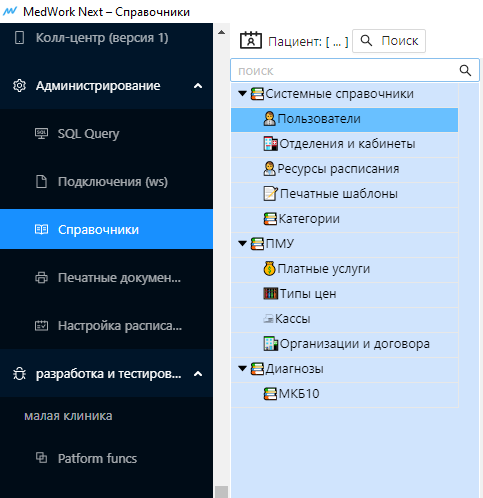 MedWork Next – Справочники
Колл-центр (версия 1)
Администрирование
SQL Query
Подключения (ws)
Справочники
Печатные докумен...
Настройка расписа...
разработка и тестиров...
малая клиника
Patform funcs
Пациент: [ ... ] Поиск
поиск
Системные справочники
Пользователи
Отделения и кабинеты
Ресурсы расписания
Печатные шаблоны
Категории
ПМУ
Платные услуги
Типы цен
Кассы
Организации и договора
Диагнозы
МКБ10